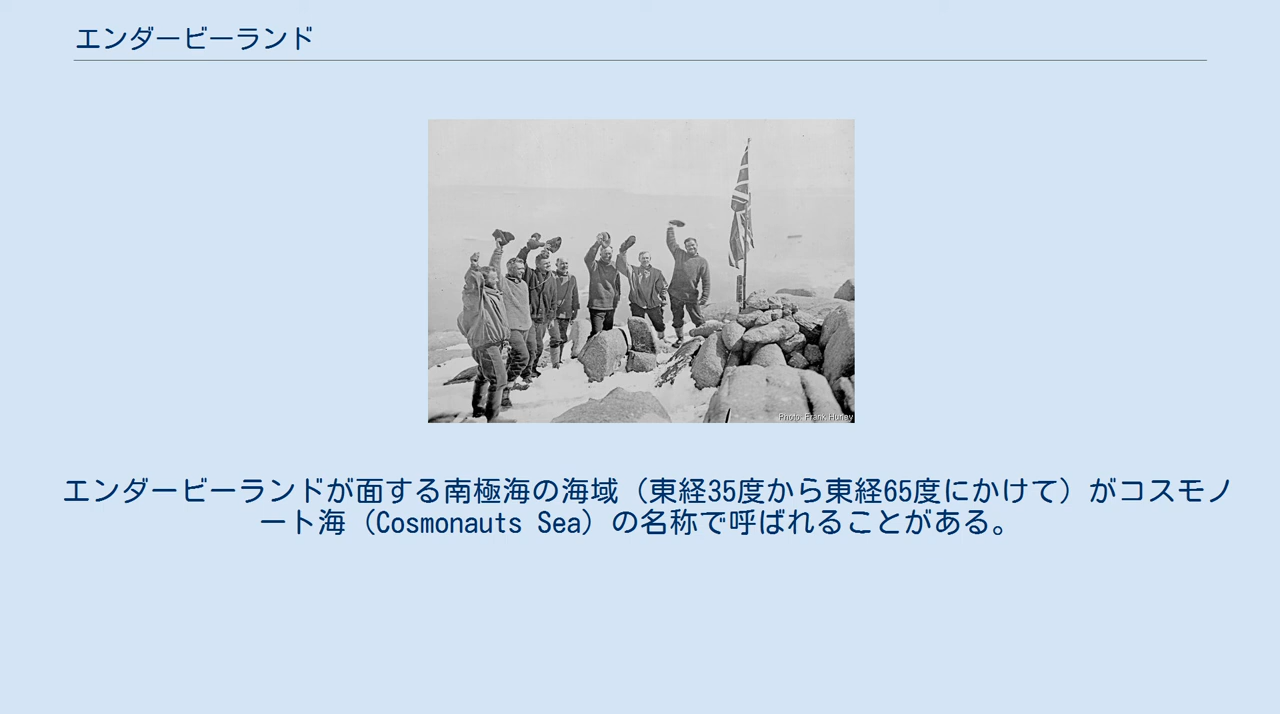 エンダービーランド
Photo: Frank Hurley
エンダービーランドが面する南極海の海域（東経35度から東経65度にかけて）がコスモノ
ート海（Cosmonauts Sea）の名称で呼ばれることがある。